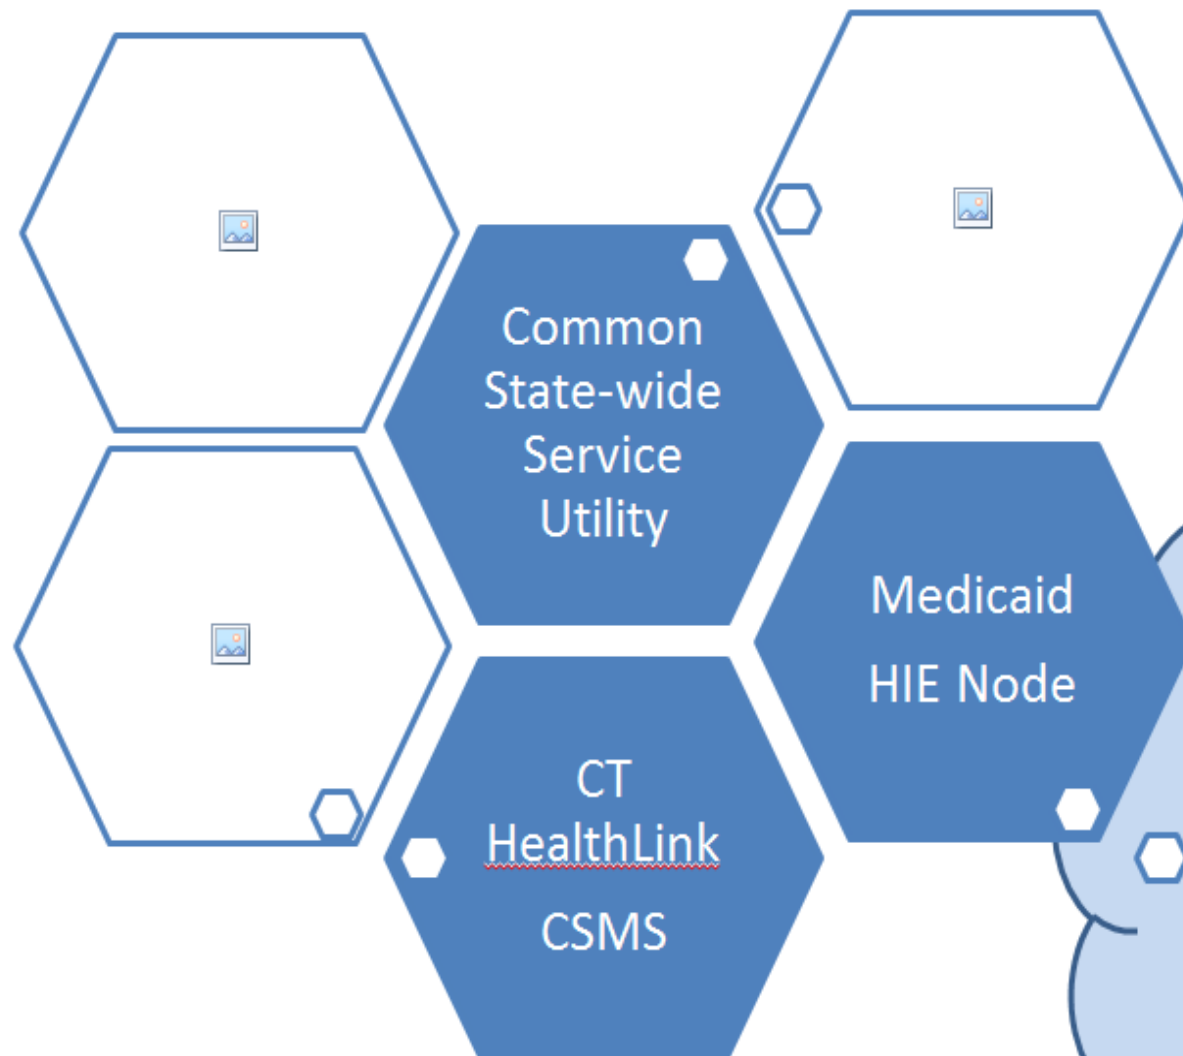 Common
State-wide
Service
Utility
Medicaid
HIE Node
CT
HealthLink
CSMS